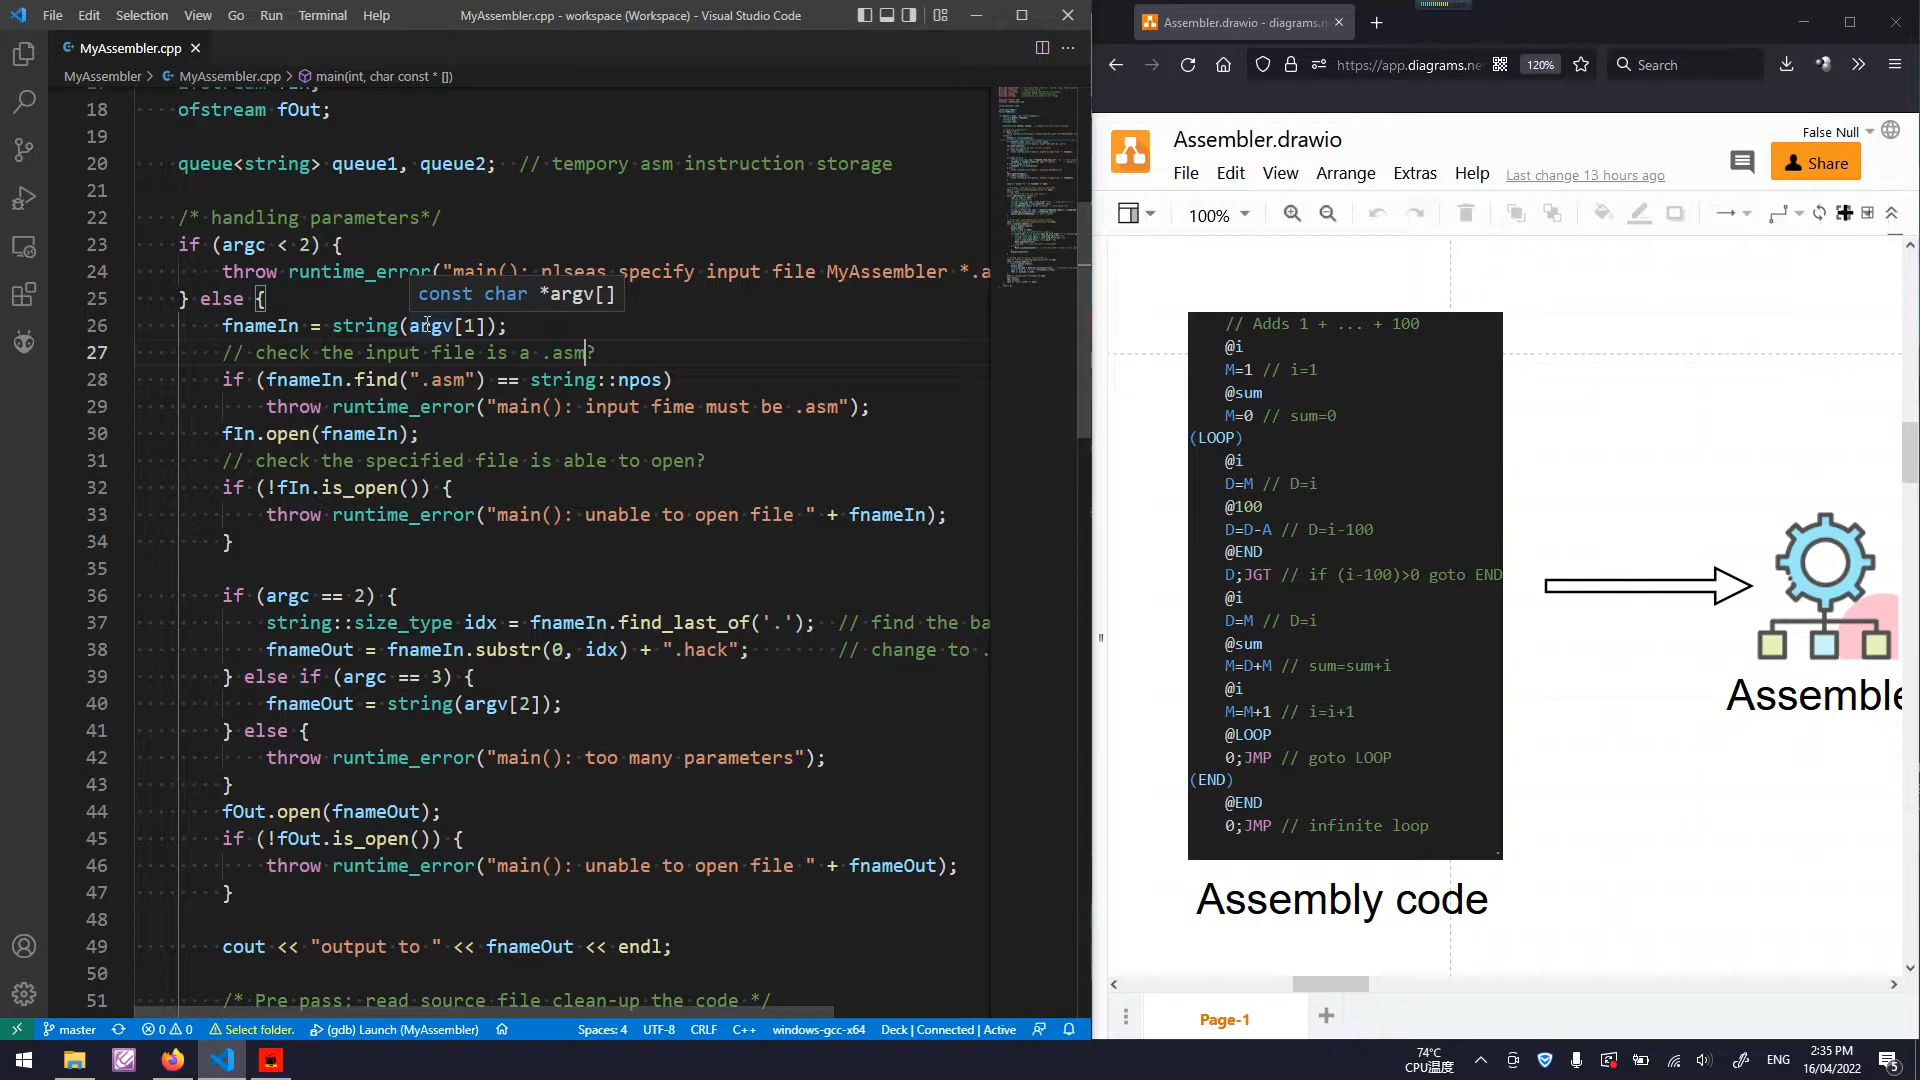 File Edit Selection View Go Run Terminal Help
MyAssembler.cpp - workspace (Workspace) - Visual Studio Code
MyAssembler.cpp
MyAssembler > MyAssembler.cpp > main(int, char const * [])
18 ofstream fOut;
19
20 queue<string> queue1, queue2; // tempory asm instruction storage
21
22 /* handling parameters*/
23 if (argc < 2) {
24 throw runtime_error("main(): plseas specify input file MyAssembler *.a
const char *argv[]
25 } else {
26 fnameIn = string(argv[1]);
27 // check the input file is a .asm?
28 if (fnameIn.find(".asm") == string::npos)
29 throw runtime_error("main(): input fime must be .asm");
30 fIn.open(fnameIn);
31 // check the specified file is able to open?
32 if (!fIn.is_open()) {
33 throw runtime_error("main(): unable to open file " + fnameIn);
34 }
35
36 if (argc == 2) {
37 string::size_type idx = fnameIn.find_last_of('.'); // find the ba
38 fnameOut = fnameIn.substr(0, idx) + ".hack"; // change to .
39 } else if (argc == 3) {
40 fnameOut = string(argv[2]);
41 } else {
42 throw runtime_error("main(): too many parameters");
43 }
44 fOut.open(fnameOut);
45 if (!fOut.is_open()) {
46 throw runtime_error("main(): unable to open file " + fnameOut);
47 }
48
49 cout << "output to " << fnameOut << endl;
50
51 /* Pre pass: read source file clean-up the code */
master 0 0 Select folder. (gdb) Launch (MyAssembler) Spaces: 4 UTF-8 CRLF C++ windows-gcc-x64 Deck | Connected | Active
Assembler.drawio - diagrams.n
https://app.diagrams.ne 120% Search
Assembler.drawio
False Null
Share
File Edit View Arrange Extras Help Last change 13 hours ago
100%
// Adds 1 + ... + 100
@i
M=1 // i=1
@sum
M=0 // sum=0
(LOOP)
@i
D=M // D=i
@100
D=D-A // D=i-100
@END
D;JGT // if (i-100)>0 goto END
@i
D=M // D=i
@sum
M=D+M // sum=sum+i
@i
M=M+1 // i=i+1
@LOOP
0;JMP // goto LOOP
(END)
@END
0;JMP // infinite loop
Assembly code
Assemble
Page-1
74°C
CPU温度
ENG
2:35 PM
16/04/2022
5